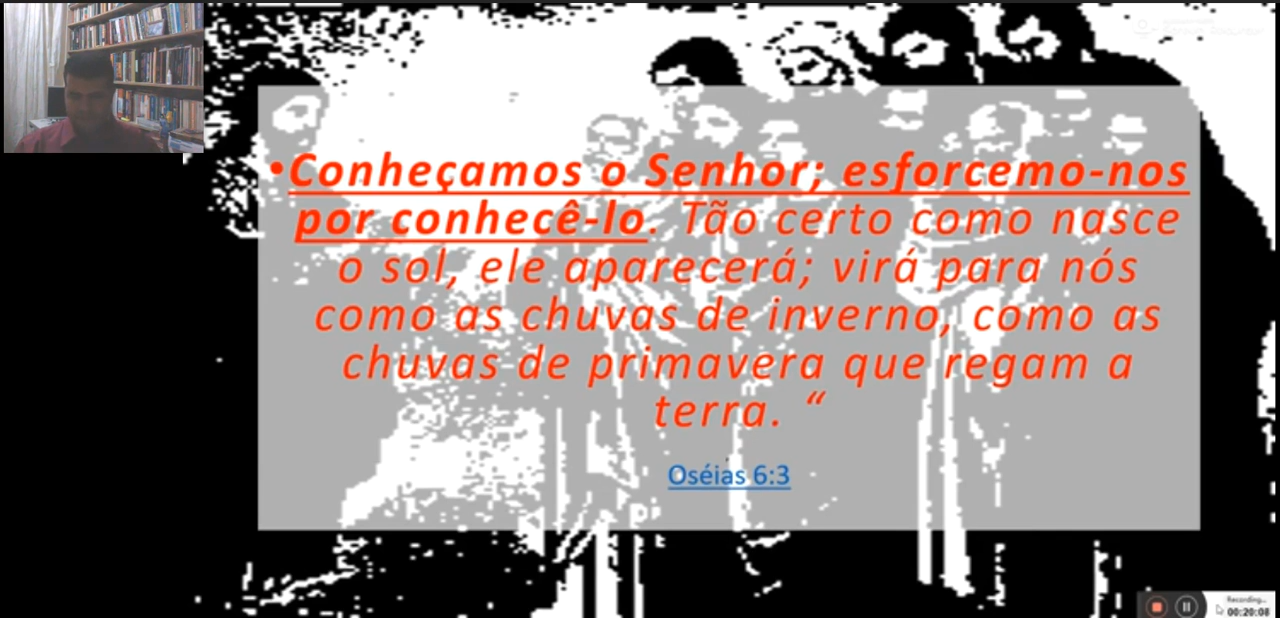 •Conheçamos o Senhor; esforcemo-nos
por conhecê-lo. Tão certo como nasce
o sol, ele aparecerá; virá para nós
como as chuvas de inverno, como as
chuvas de primavera que regam a
terra. “
Oséias 6:3
Recording...
00:20:08